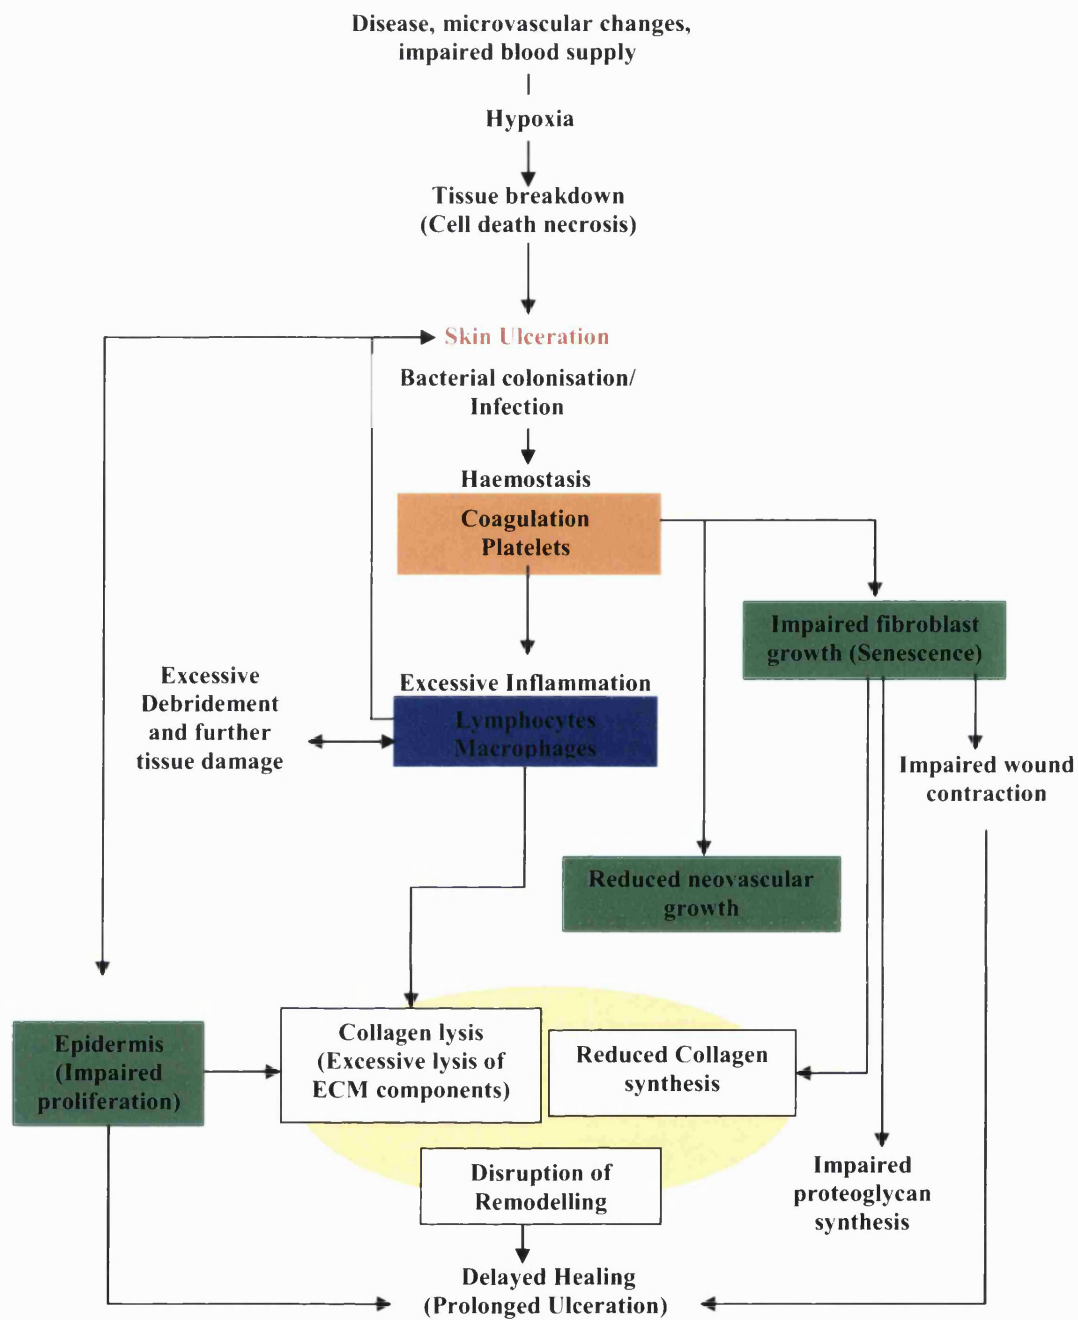 Disease, microvascular changes,
impaired blood supply
Hypoxia
Tissue breakdown
(Cell death necrosis)
Skin Ulceration
Bacterial colonisation/
Infection
Haemostasis
Coagulation
Platelets
Impaired fibroblast
growth (Senescence)
Excessive
Debridement
and further
tissue damage
Excessive Inflammation
Lymphocytes
Macrophages
Impaired wound
contraction
Reduced neovascular
growth
Epidermis
(Impaired
proliferation)
Collagen lysis
(Excessive lysis of
ECM components)
Reduced Collagen
synthesis
Disruption of
Remodelling
Impaired
proteoglycan
synthesis
Delayed Healing
(Prolonged Ulceration)